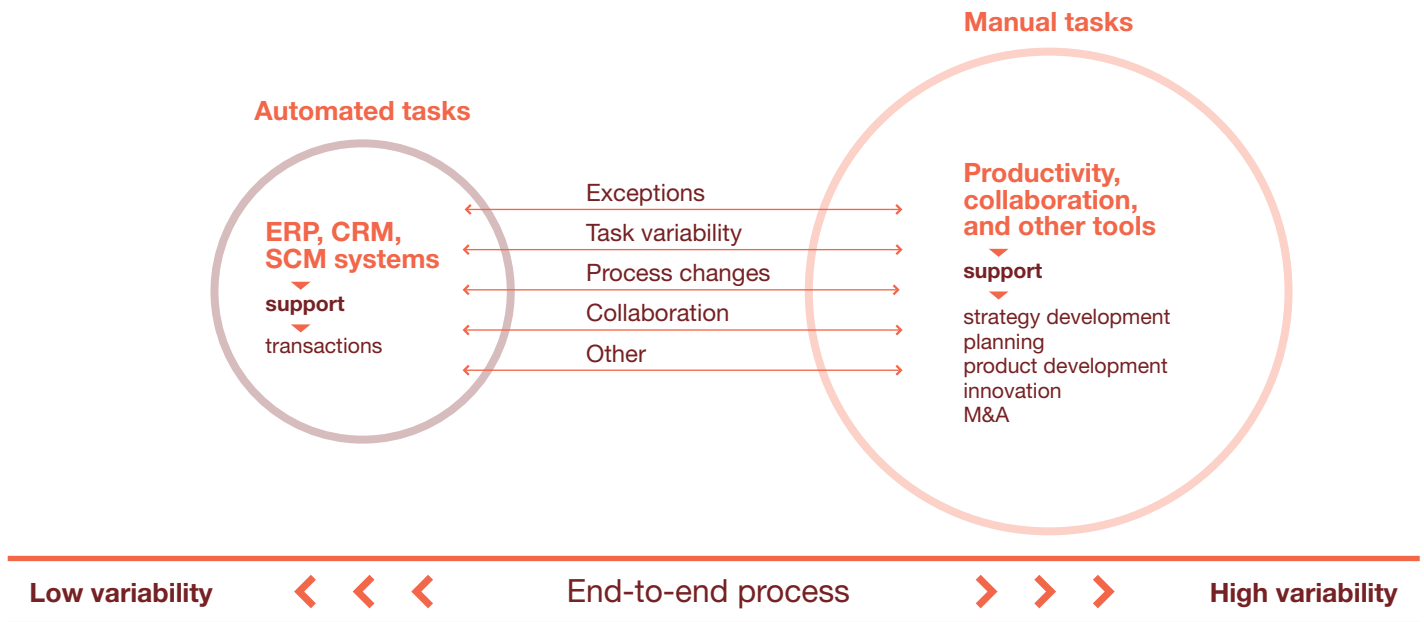 Manual tasks
Automated tasks
ERP, CRM,
SCM systems
support
transactions
Exceptions
Task variability
Process changes
Collaboration
Other
Productivity,
collaboration,
and other tools
support
strategy development
planning
product development
innovation
M&A
Low variability
End-to-end process
High variability